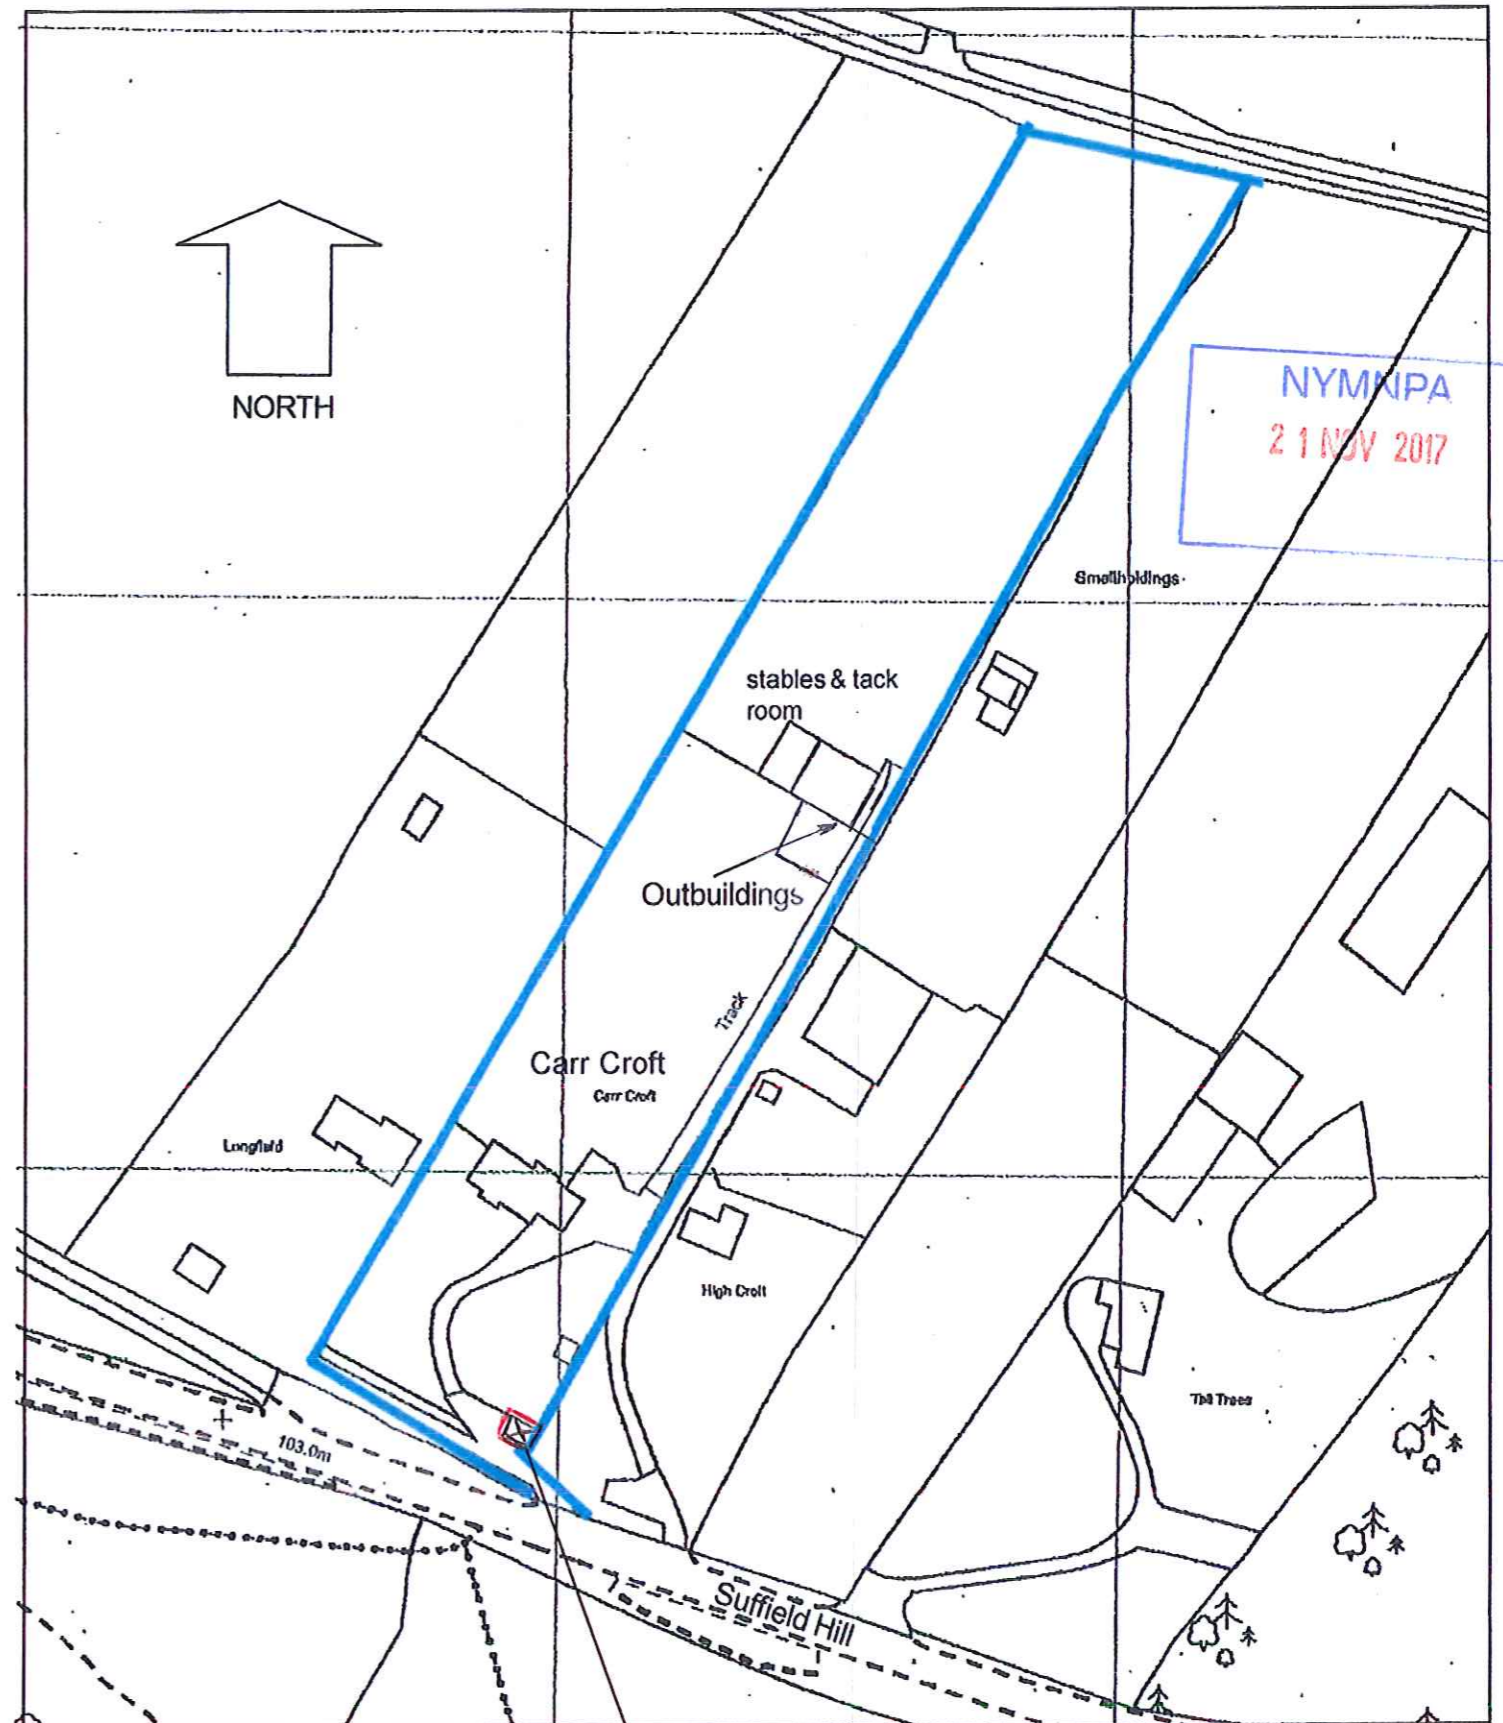 NORTH
NYMNPA
21 NOV 2017
Smallholdings
stables & tack
room
Outbuildings
Track
Carr Croft
Carr Croft
Longfield
High Croft
Tall Trees
103.0m
Suffield Hill